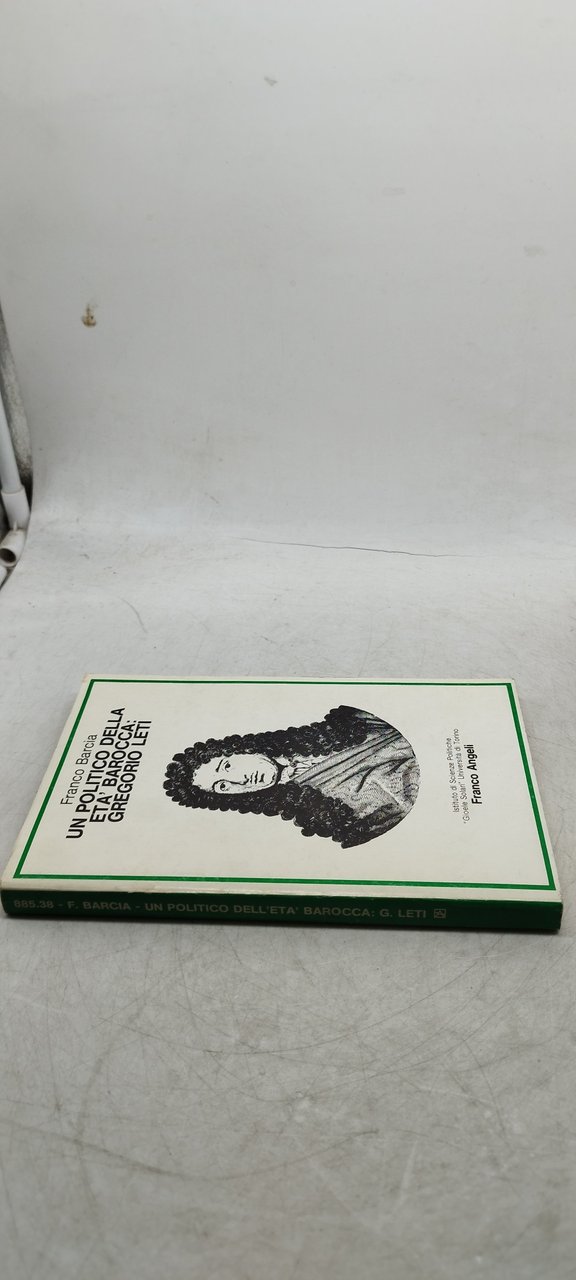 Franco Barcia
UN POLITICO DELLA
ETA' BAROCCA:
GREGORIO LETI
Istituto di Scienze Politiche
"Gioele Solari" Università di Torino
Franco Angeli
885.38 - F. BARCIA - UN POLITICO DELL'ETA' BAROCCA: G. LETI